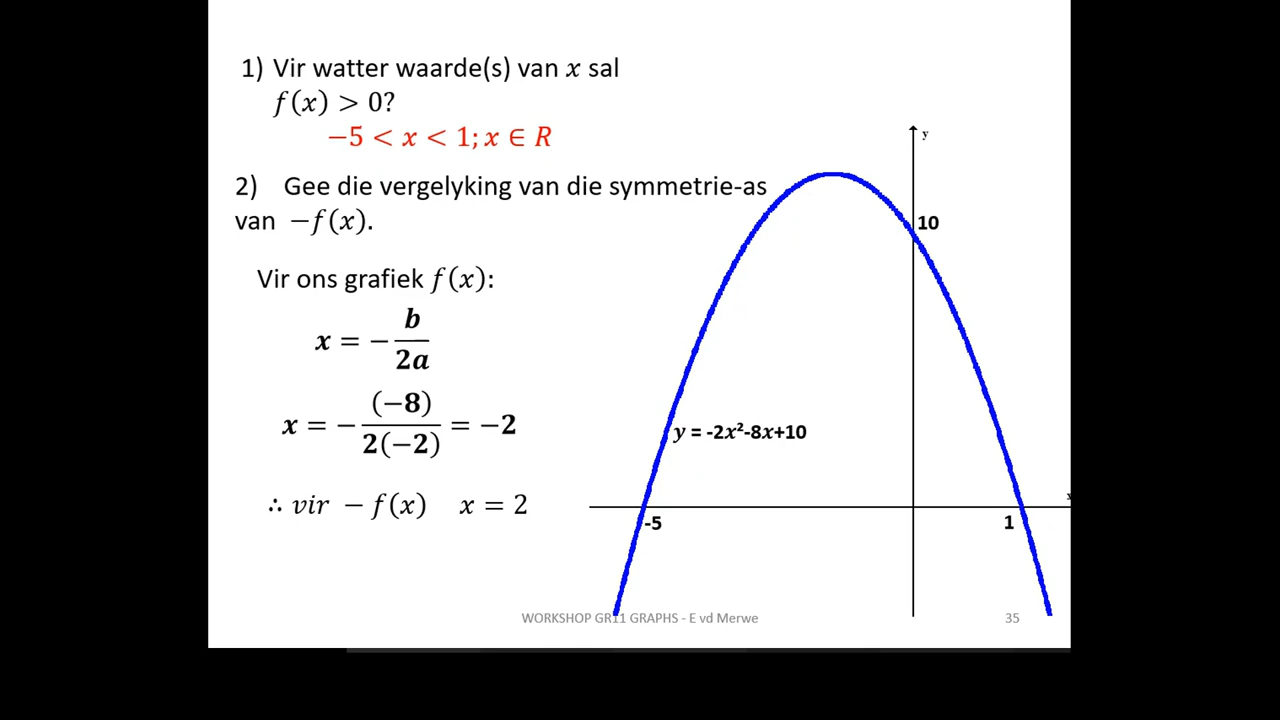 1) Vir watter waarde(s) van x sal
f(x) > 0?
−5 < x < 1; x ∈ R
2) Gee die vergelyking van die symmetrie-as
van −f(x).
Vir ons grafiek f(x):
x = −b/2a
x = −(−8)/2(−2) = −2
∴ vir − f(x) x = 2
y
10
y = -2x²-8x+10
x
-5
1
WORKSHOP GR11 GRAPHS - E vd Merwe
35